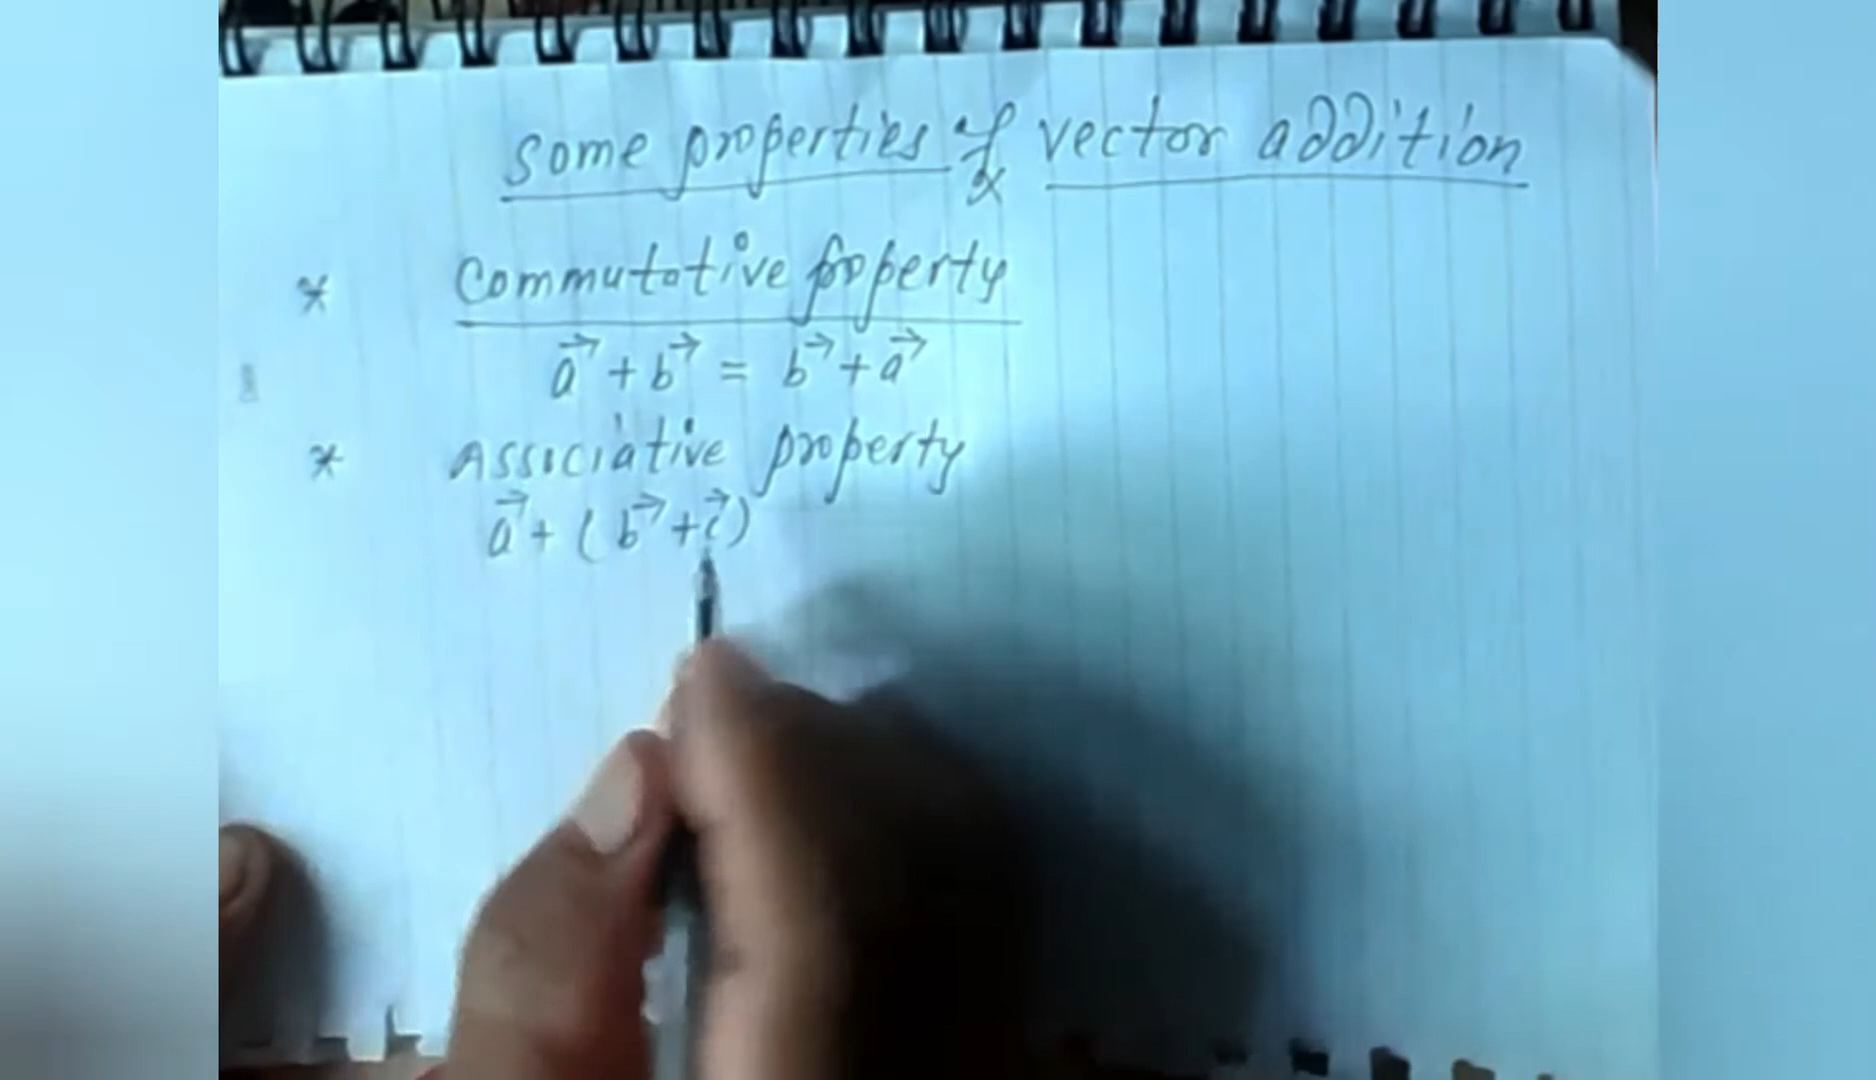 some properties of vector addition
* Commutative property
a⃗ + b⃗ = b⃗ + a⃗
* Associative property
a⃗ + ( b⃗ + c⃗ )